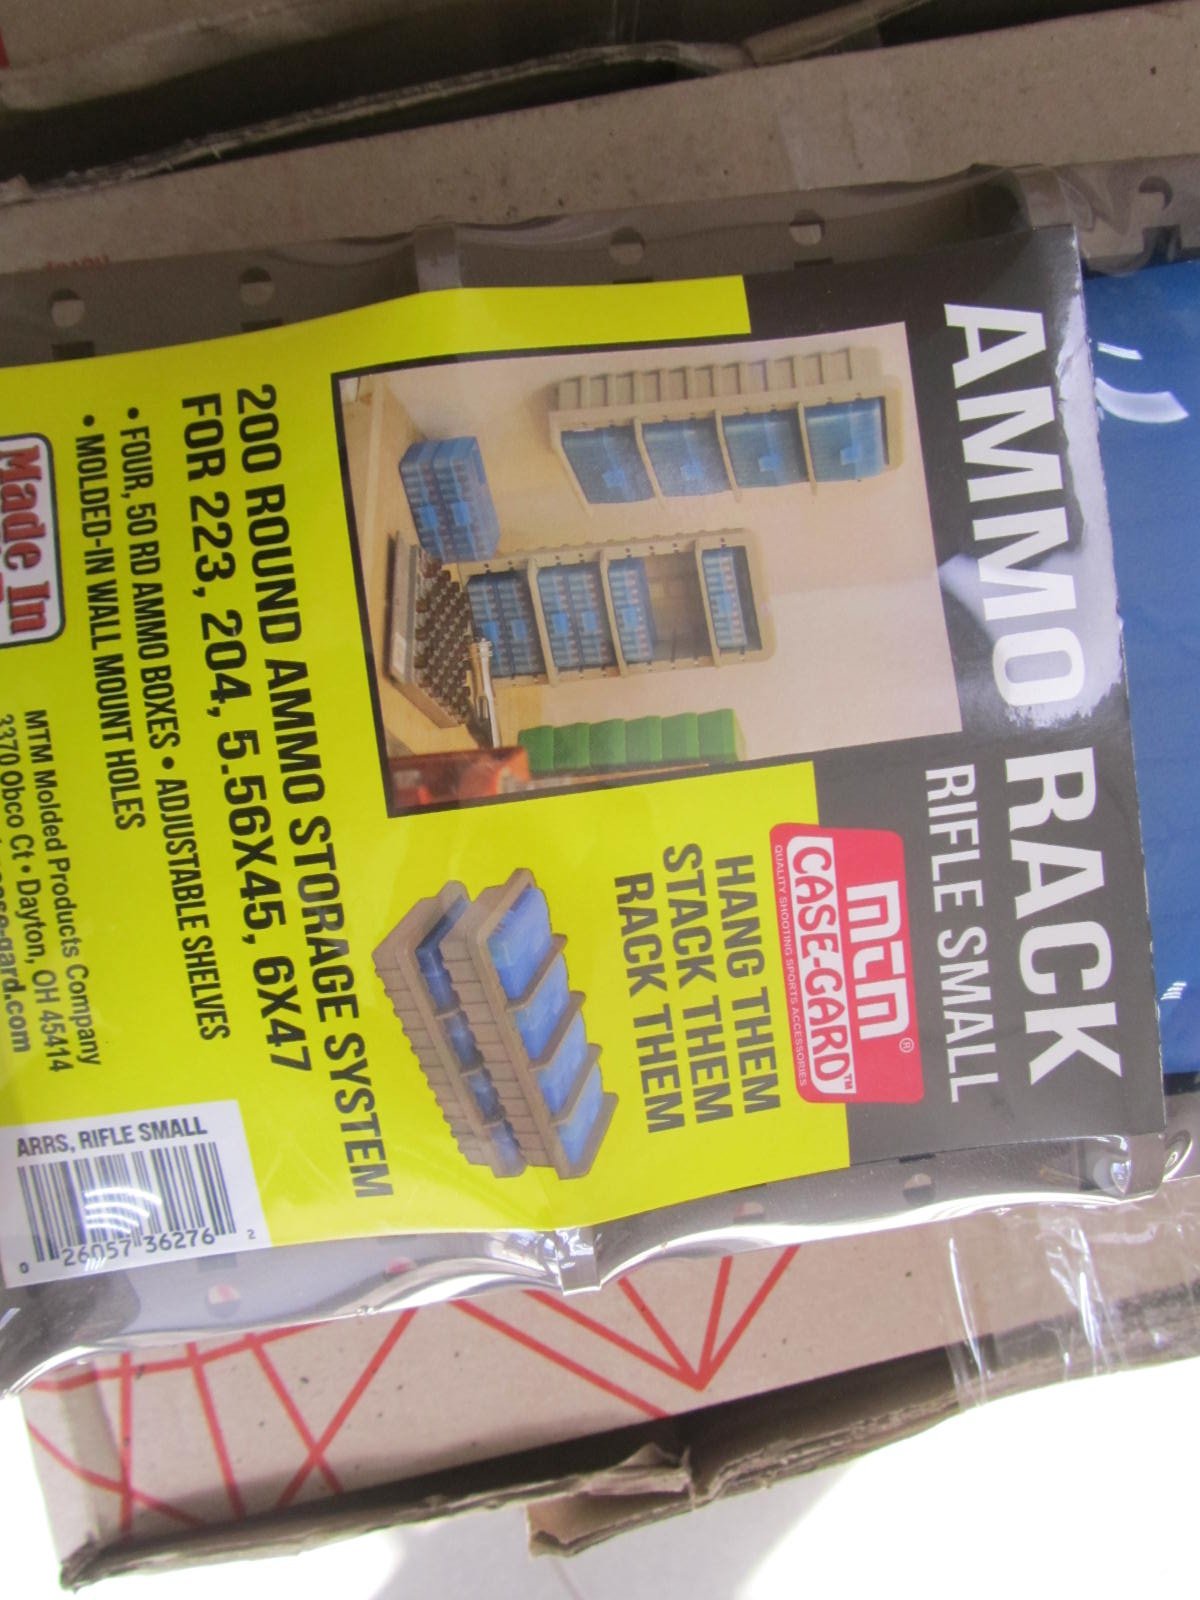 AMMO RACK
RIFLE SMALL
mtm®
CASE-GARD™
QUALITY SHOOTING SPORTS ACCESSORIES
HANG THEM
STACK THEM
RACK THEM
200 ROUND AMMO STORAGE SYSTEM
FOR 223, 204, 5.56X45, 6X47
• FOUR, 50 RD AMMO BOXES • ADJUSTABLE SHELVES
• MOLDED-IN WALL MOUNT HOLES
Made In
MTM Molded Products Company
3370 Obco Ct • Dayton, OH 45414
ARRS, RIFLE SMALL
0 26057 36276 2